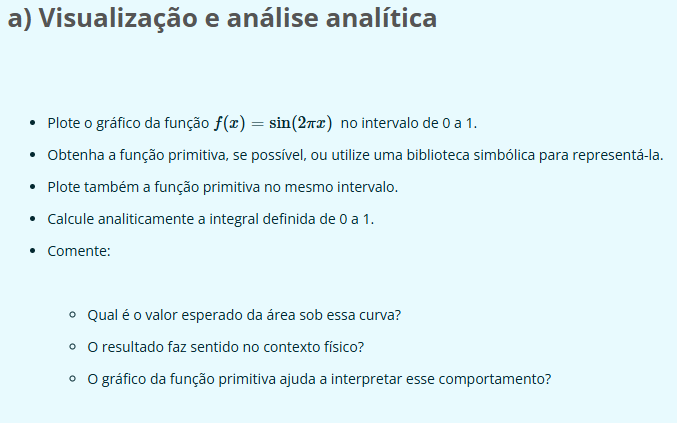 a) Visualização e análise analítica
• Plote o gráfico da função f(x) = sin(2πx) no intervalo de 0 a 1.
• Obtenha a função primitiva, se possível, ou utilize uma biblioteca simbólica para representá-la.
• Plote também a função primitiva no mesmo intervalo.
• Calcule analiticamente a integral definida de 0 a 1.
• Comente:
◦ Qual é o valor esperado da área sob essa curva?
◦ O resultado faz sentido no contexto físico?
◦ O gráfico da função primitiva ajuda a interpretar esse comportamento?